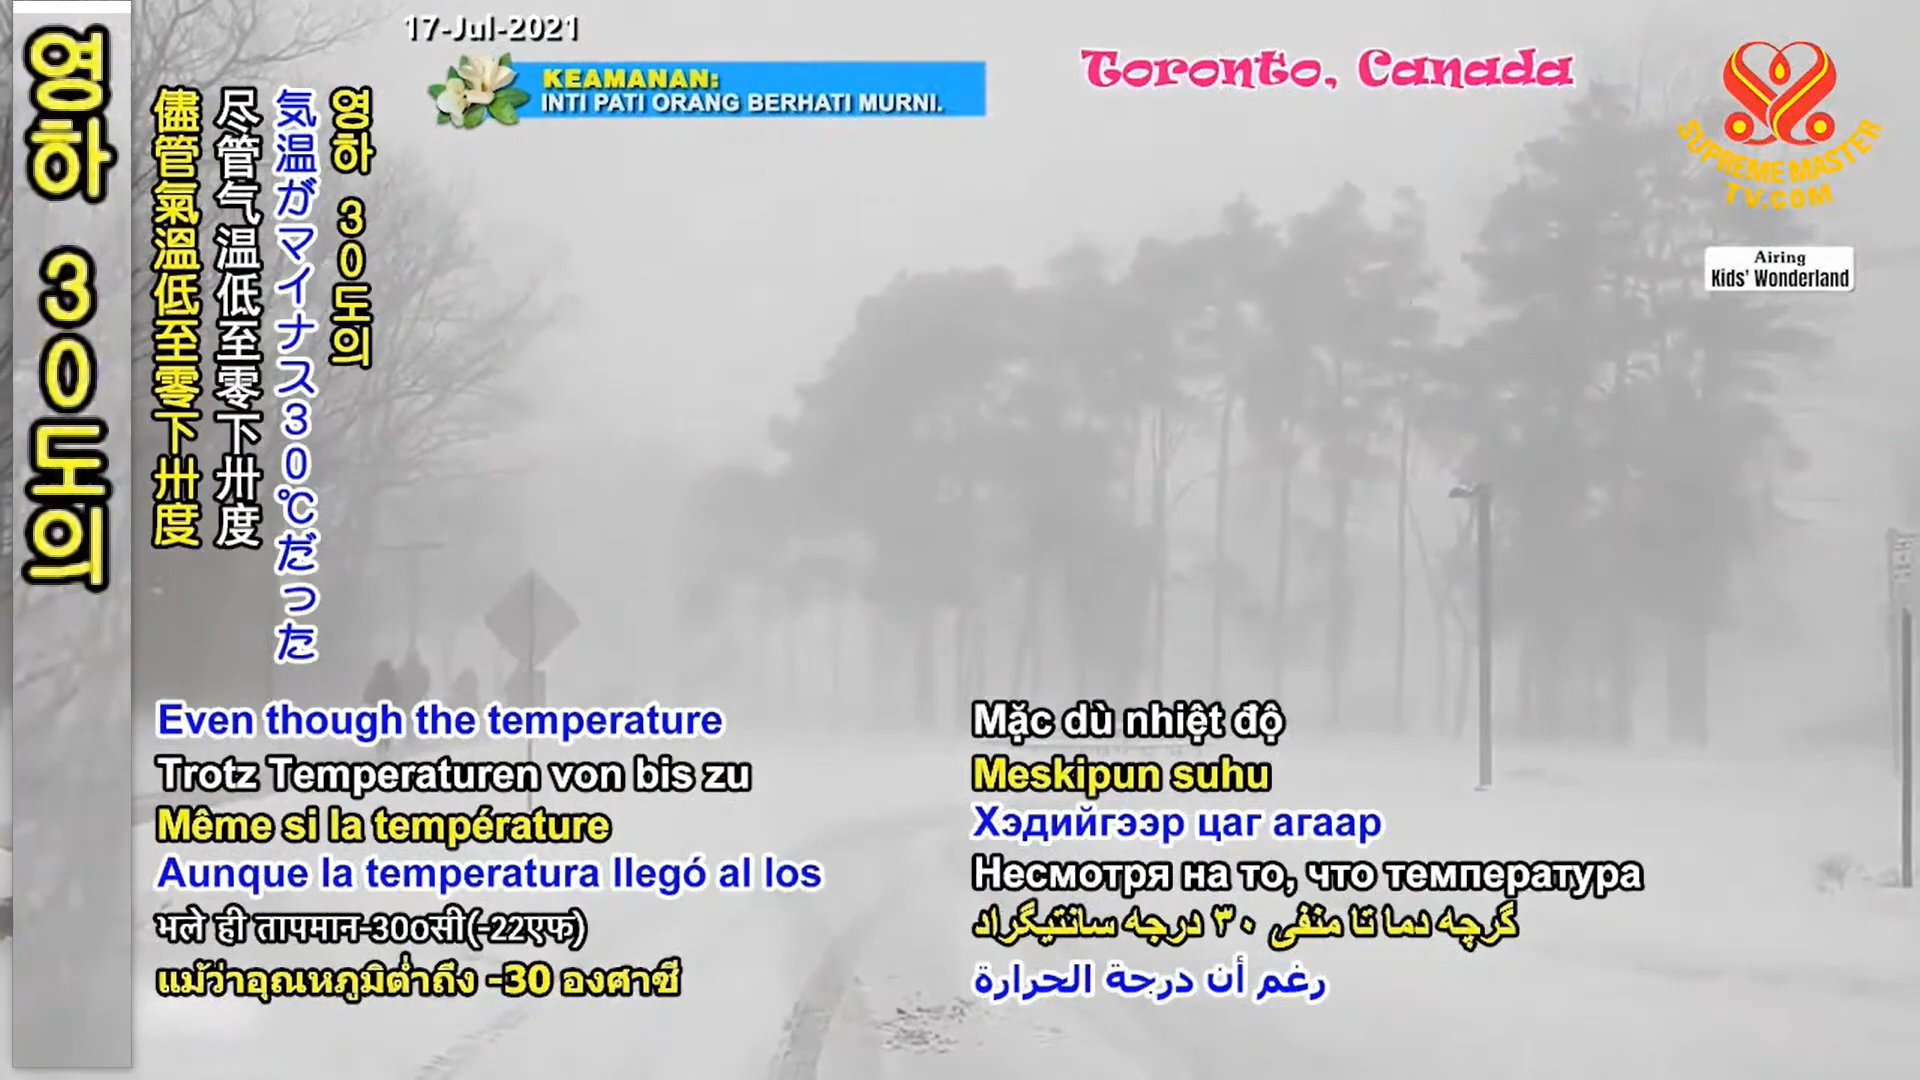 영하 30도의
17-Jul-2021
KEAMANAN:
INTI PATI ORANG BERHATI MURNI.
Toronto, Canada
SUPREME MASTER
TV.COM
Airing
Kids' Wonderland
儘管氣溫低至零下卅度
尽管气温低至零下卅度
気温がマイナス30℃だった
영하 30도의
Even though the temperature
Trotz Temperaturen von bis zu
Même si la température
Aunque la temperatura llegó al los
भले ही तापमान-30oसी(-22एफ)
แม้ว่าอุณหภูมิต่ำถึง -30 องศาซี
Mặc dù nhiệt độ
Meskipun suhu
Хэдийгээр цаг агаар
Несмотря на то, что температура
گرچه دما تا منفی ۳۰ درجه سانتیگراد
رغم أن درجة الحرارة